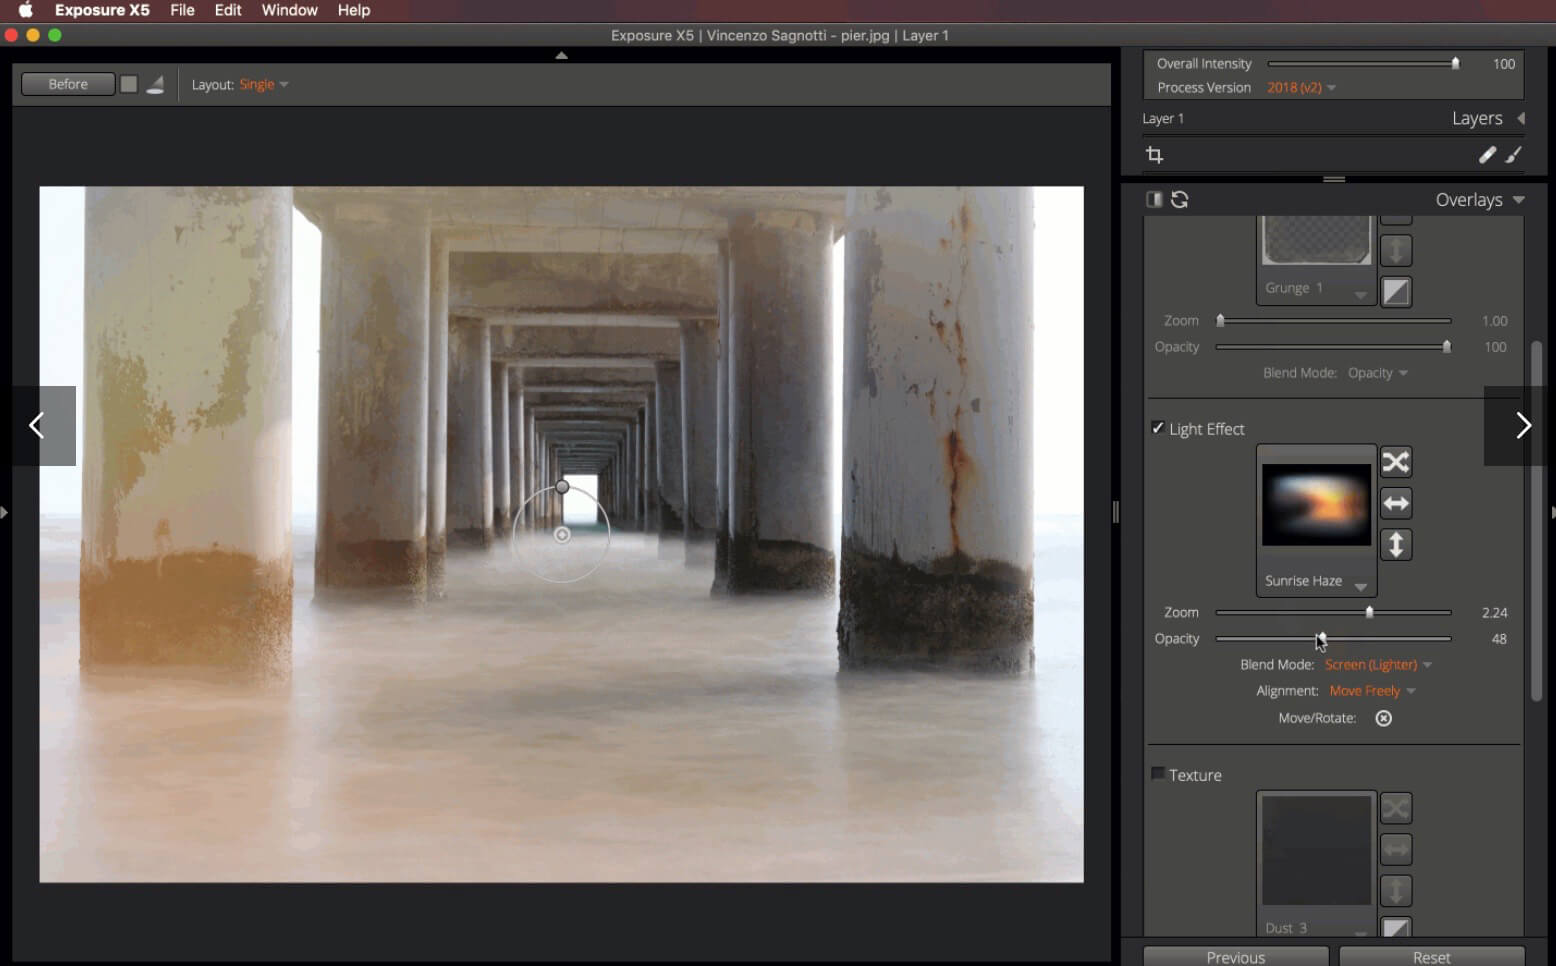 Exposure X5 File Edit Window Help
Exposure X5 | Vincenzo Sagnotti - pier.jpg | Layer 1
Before Layout: Single
Overall Intensity 100
Process Version 2018 (v2)
Layer 1 Layers
Overlays
Grunge 1
Zoom 1.00
Opacity 100
Blend Mode: Opacity
Light Effect
Sunrise Haze
Zoom 2.24
Opacity 48
Blend Mode: Screen (Lighter)
Alignment: Move Freely
Move/Rotate:
Texture
Dust 3
Previous Reset